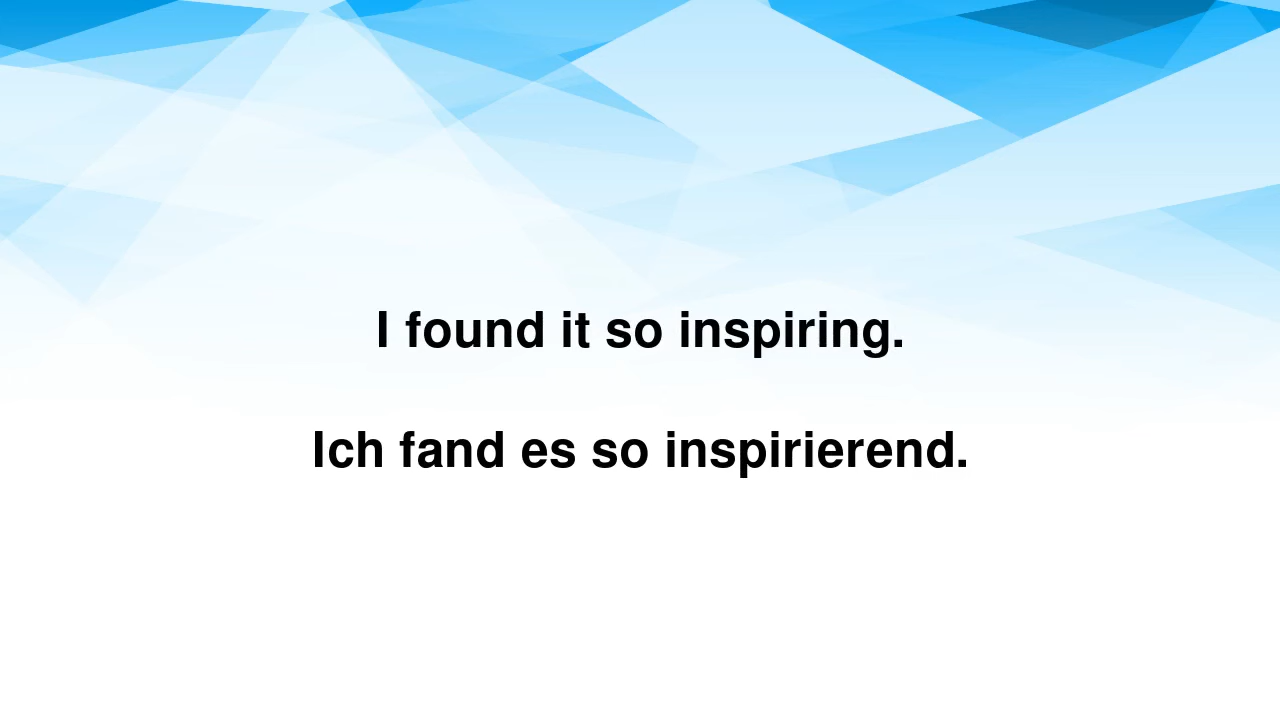 I found it so inspiring.
Ich fand es so inspirierend.